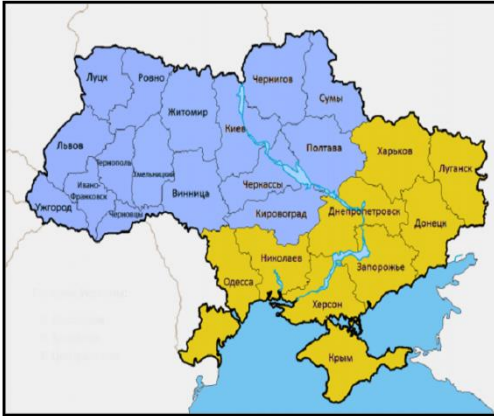 Луцк
Ровно
Чернигов
Сумы
Житомир
Киев
Львов
Полтава
Харьков
Тернополь
Хмельницкий
Луганск
Ивано-
Франковск
Винница
Черкассы
Ужгород
Черновцы
Кировоград
Днепропетровск
Донецк
Николаев
Запорожье
Одесса
Херсон
Крым